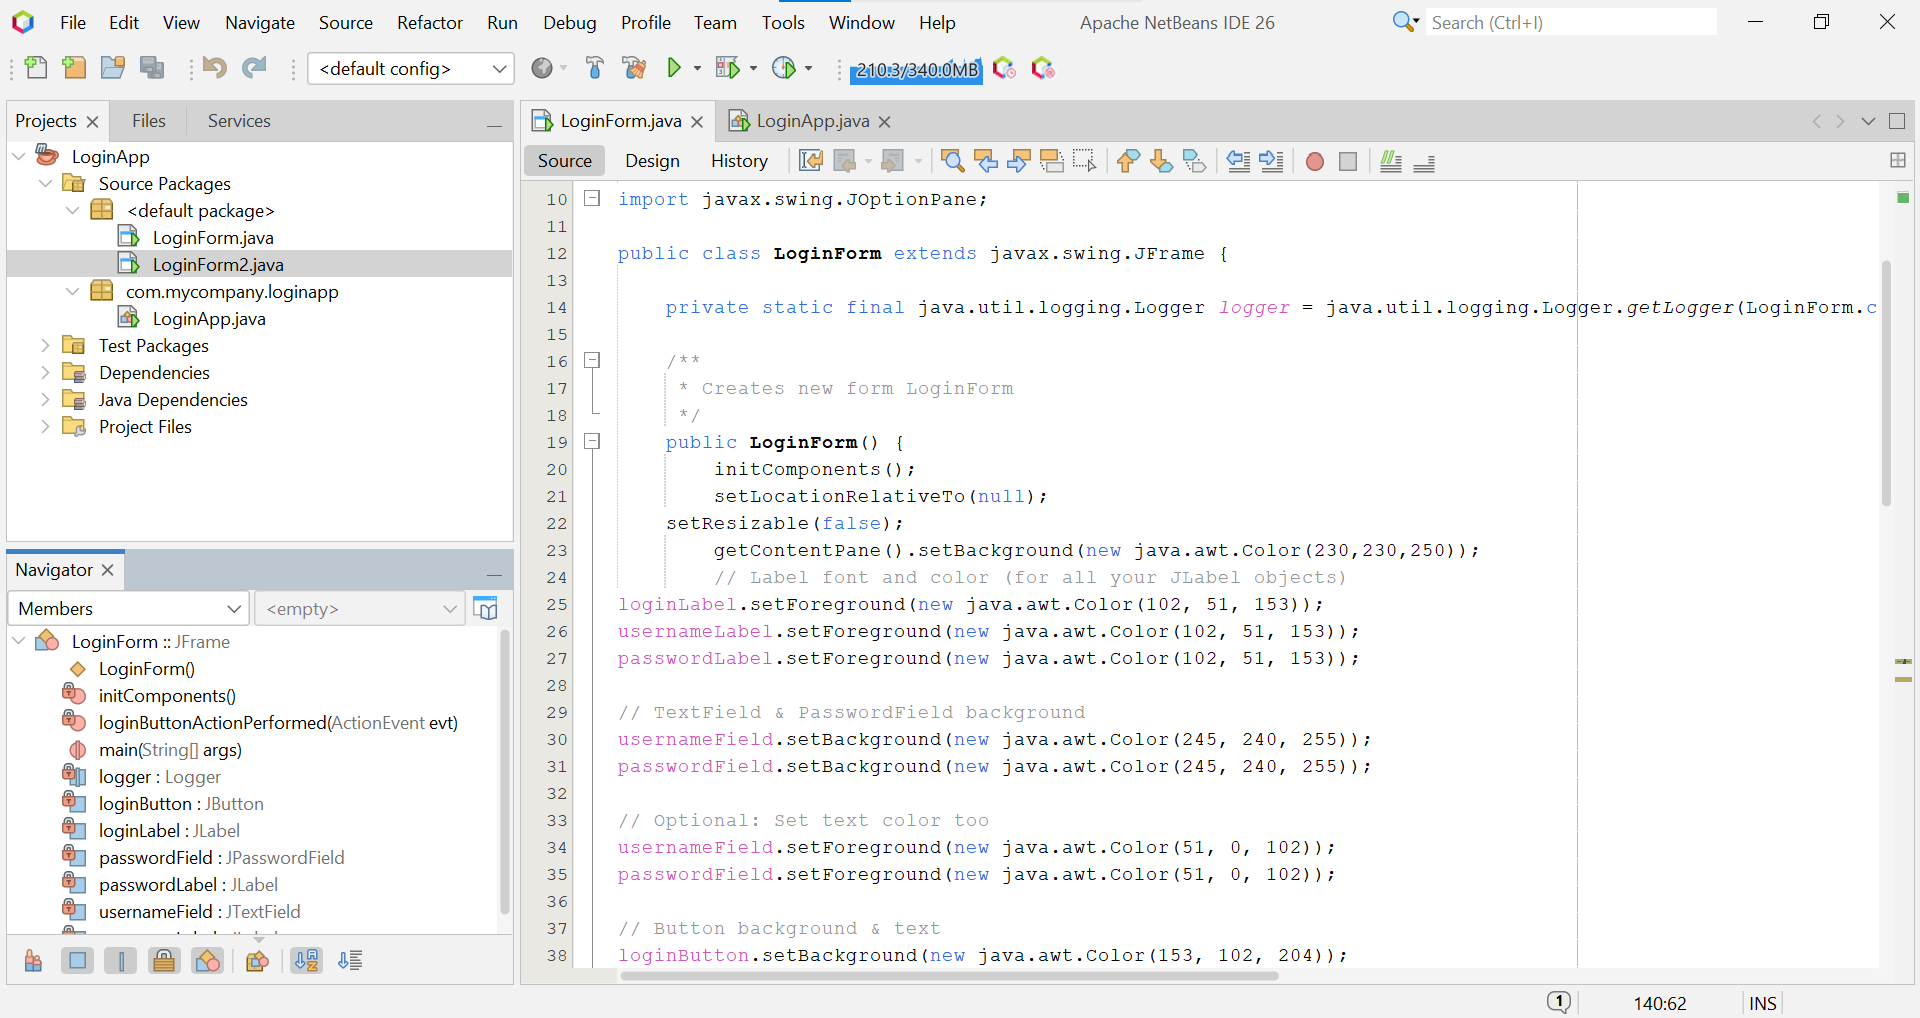 File Edit View Navigate Source Refactor Run Debug Profile Team Tools Window Help Apache NetBeans IDE 26 Search (Ctrl+I)
<default config> 210.3/340.0MB
Projects Files Services
LoginApp
Source Packages
<default package>
LoginForm.java
LoginForm2.java
com.mycompany.loginapp
LoginApp.java
Test Packages
Dependencies
Java Dependencies
Project Files
Navigator
Members <empty>
LoginForm :: JFrame
LoginForm()
initComponents()
loginButtonActionPerformed(ActionEvent evt)
main(String[] args)
logger : Logger
loginButton : JButton
loginLabel : JLabel
passwordField : JPasswordField
passwordLabel : JLabel
usernameField : JTextField
LoginForm.java LoginApp.java
Source Design History
10 import javax.swing.JOptionPane;
11
12 public class LoginForm extends javax.swing.JFrame {
13
14 private static final java.util.logging.Logger logger = java.util.logging.Logger.getLogger(LoginForm.c
15
16 /**
17 * Creates new form LoginForm
18 */
19 public LoginForm() {
20 initComponents();
21 setLocationRelativeTo(null);
22 setResizable(false);
23 getContentPane().setBackground(new java.awt.Color(230,230,250));
24 // Label font and color (for all your JLabel objects)
25 loginLabel.setForeground(new java.awt.Color(102, 51, 153));
26 usernameLabel.setForeground(new java.awt.Color(102, 51, 153));
27 passwordLabel.setForeground(new java.awt.Color(102, 51, 153));
28
29 // TextField & PasswordField background
30 usernameField.setBackground(new java.awt.Color(245, 240, 255));
31 passwordField.setBackground(new java.awt.Color(245, 240, 255));
32
33 // Optional: Set text color too
34 usernameField.setForeground(new java.awt.Color(51, 0, 102));
35 passwordField.setForeground(new java.awt.Color(51, 0, 102));
36
37 // Button background & text
38 loginButton.setBackground(new java.awt.Color(153, 102, 204));
1 140:62 INS